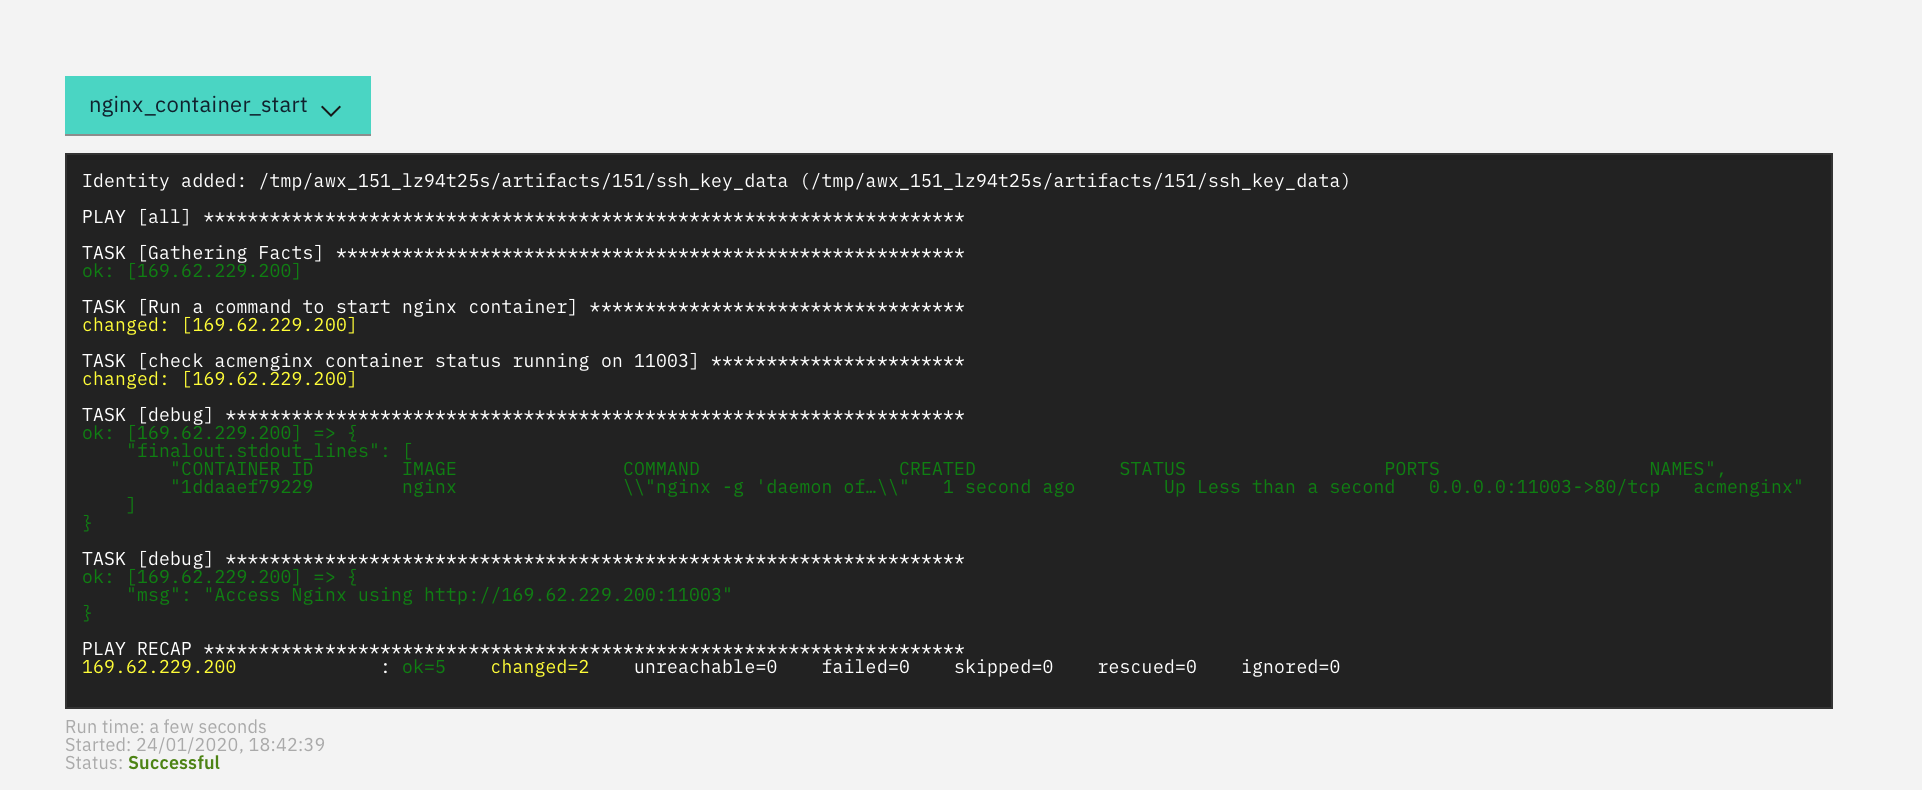 nginx_container_start
Identity added: /tmp/awx_151_lz94t25s/artifacts/151/ssh_key_data (/tmp/awx_151_lz94t25s/artifacts/151/ssh_key_data)
PLAY [all] *********************************************************************
TASK [Gathering Facts] *********************************************************
ok: [169.62.229.200]
TASK [Run a command to start nginx container] **********************************
changed: [169.62.229.200]
TASK [check acmenginx container status running on 11003] ***********************
changed: [169.62.229.200]
TASK [debug] *******************************************************************
ok: [169.62.229.200] => {
    "finalout.stdout_lines": [
        "CONTAINER ID        IMAGE               COMMAND                  CREATED             STATUS                  PORTS                   NAMES",
        "1ddaaef79229        nginx               \\"nginx -g 'daemon of…\\"   1 second ago        Up Less than a second   0.0.0.0:11003->80/tcp   acmenginx"
    ]
}
TASK [debug] *******************************************************************
ok: [169.62.229.200] => {
    "msg": "Access Nginx using http://169.62.229.200:11003"
}
PLAY RECAP *********************************************************************
169.62.229.200             : ok=5    changed=2    unreachable=0    failed=0    skipped=0    rescued=0    ignored=0
Run time: a few seconds
Started: 24/01/2020, 18:42:39
Status: Successful